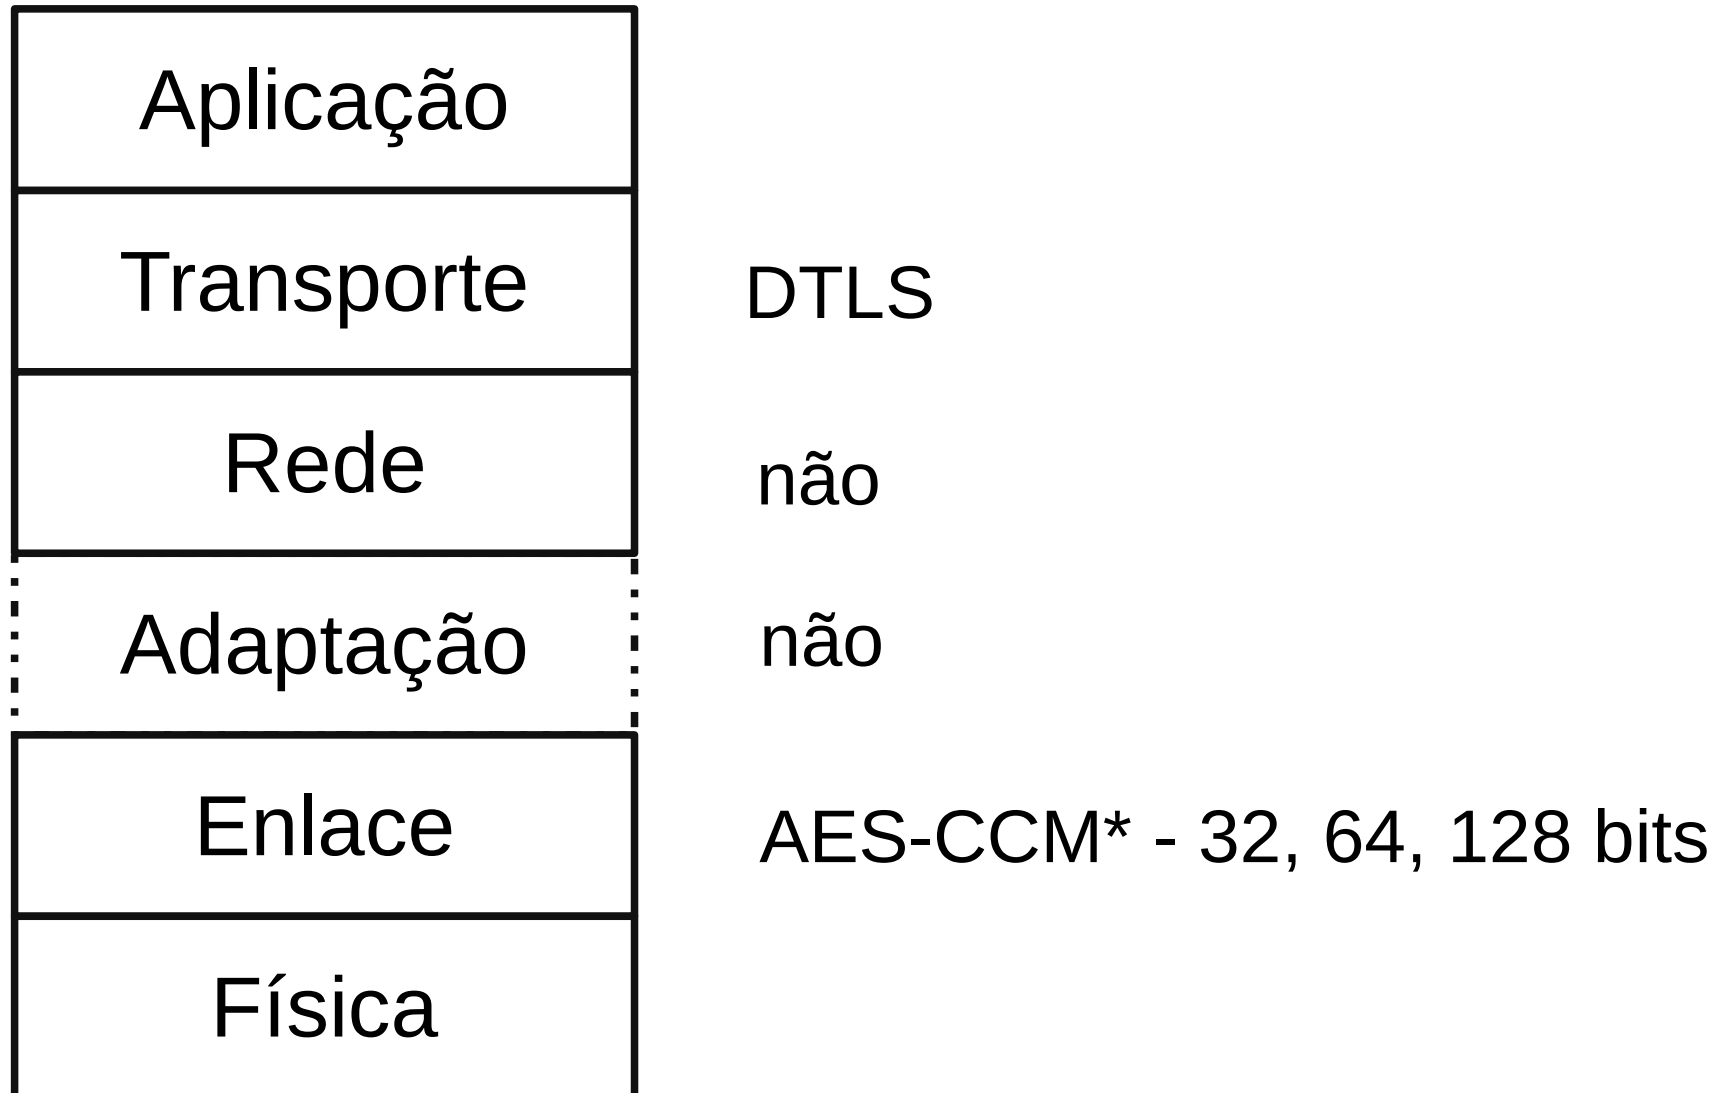 Aplicação
Transporte
DTLS
Rede
não
Adaptação
não
Enlace
AES-CCM* - 32, 64, 128 bits
Física